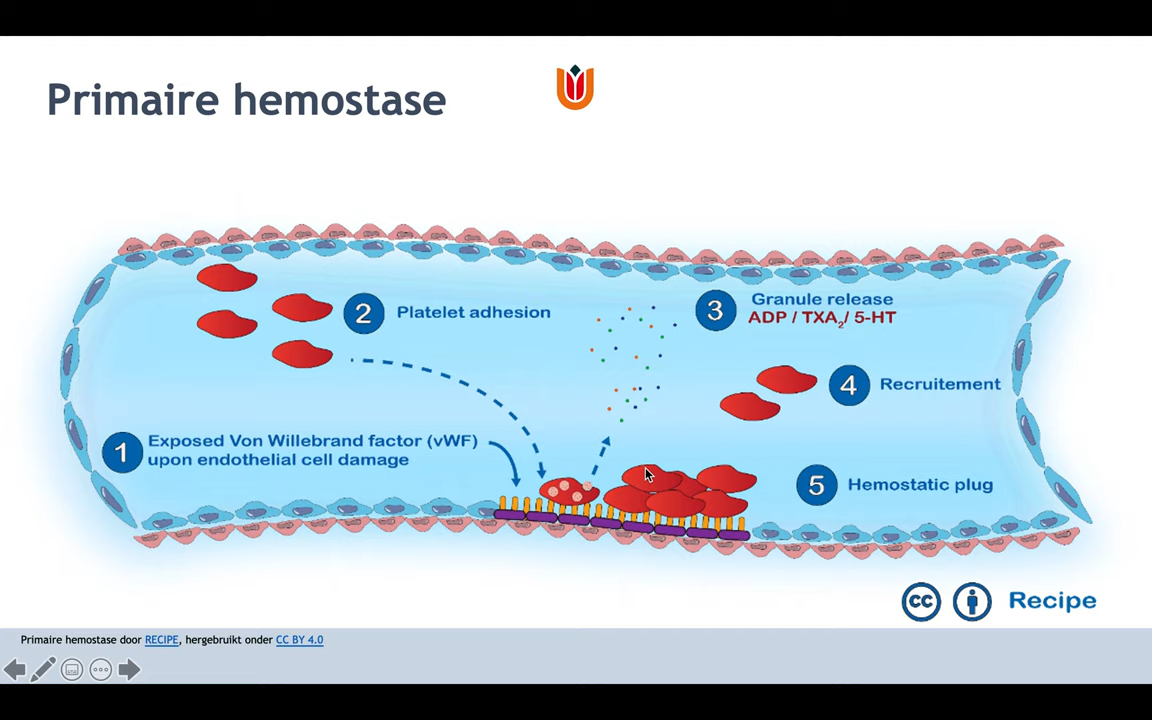 Primaire hemostase
2 Platelet adhesion
3 Granule release
ADP / TXA₂/ 5-HT
4 Recruitement
1 Exposed Von Willebrand factor (vWF)
upon endothelial cell damage
5 Hemostatic plug
cc Recipe
Primaire hemostase door RECIPE, hergebruikt onder CC BY 4.0